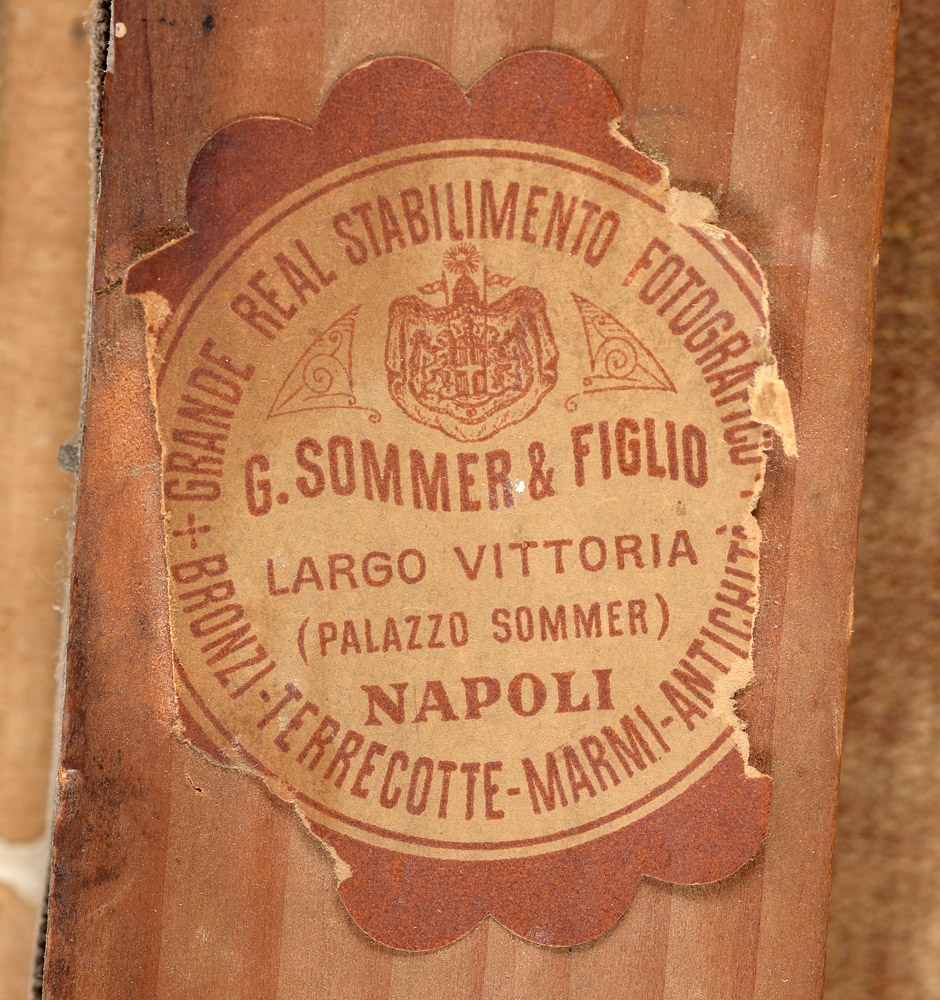 GRANDE REAL STABILIMENTO FOTOGRAFICO
G. SOMMER & FIGLIO
LARGO VITTORIA
(PALAZZO SOMMER)
NAPOLI
BRONZI-TERRECOTTE-MARMI-ANTICHITÀ